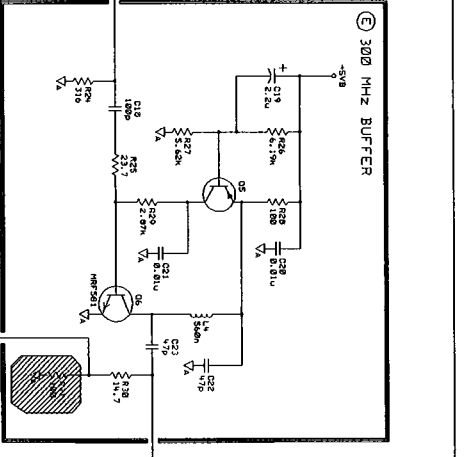 E 300 MHz BUFFER
+5VB
+
C19
2.2u
R26
6.19K
R27
5.62K
A
R28
100
C20
0.01u
A
Q5
R24
316
A
C18
100p
R25
23.7
R29
2.87K
C21
0.01u
A
Q6
MRF581
A
L4
560n
C23
47p
C22
47p
A
R30
14.7